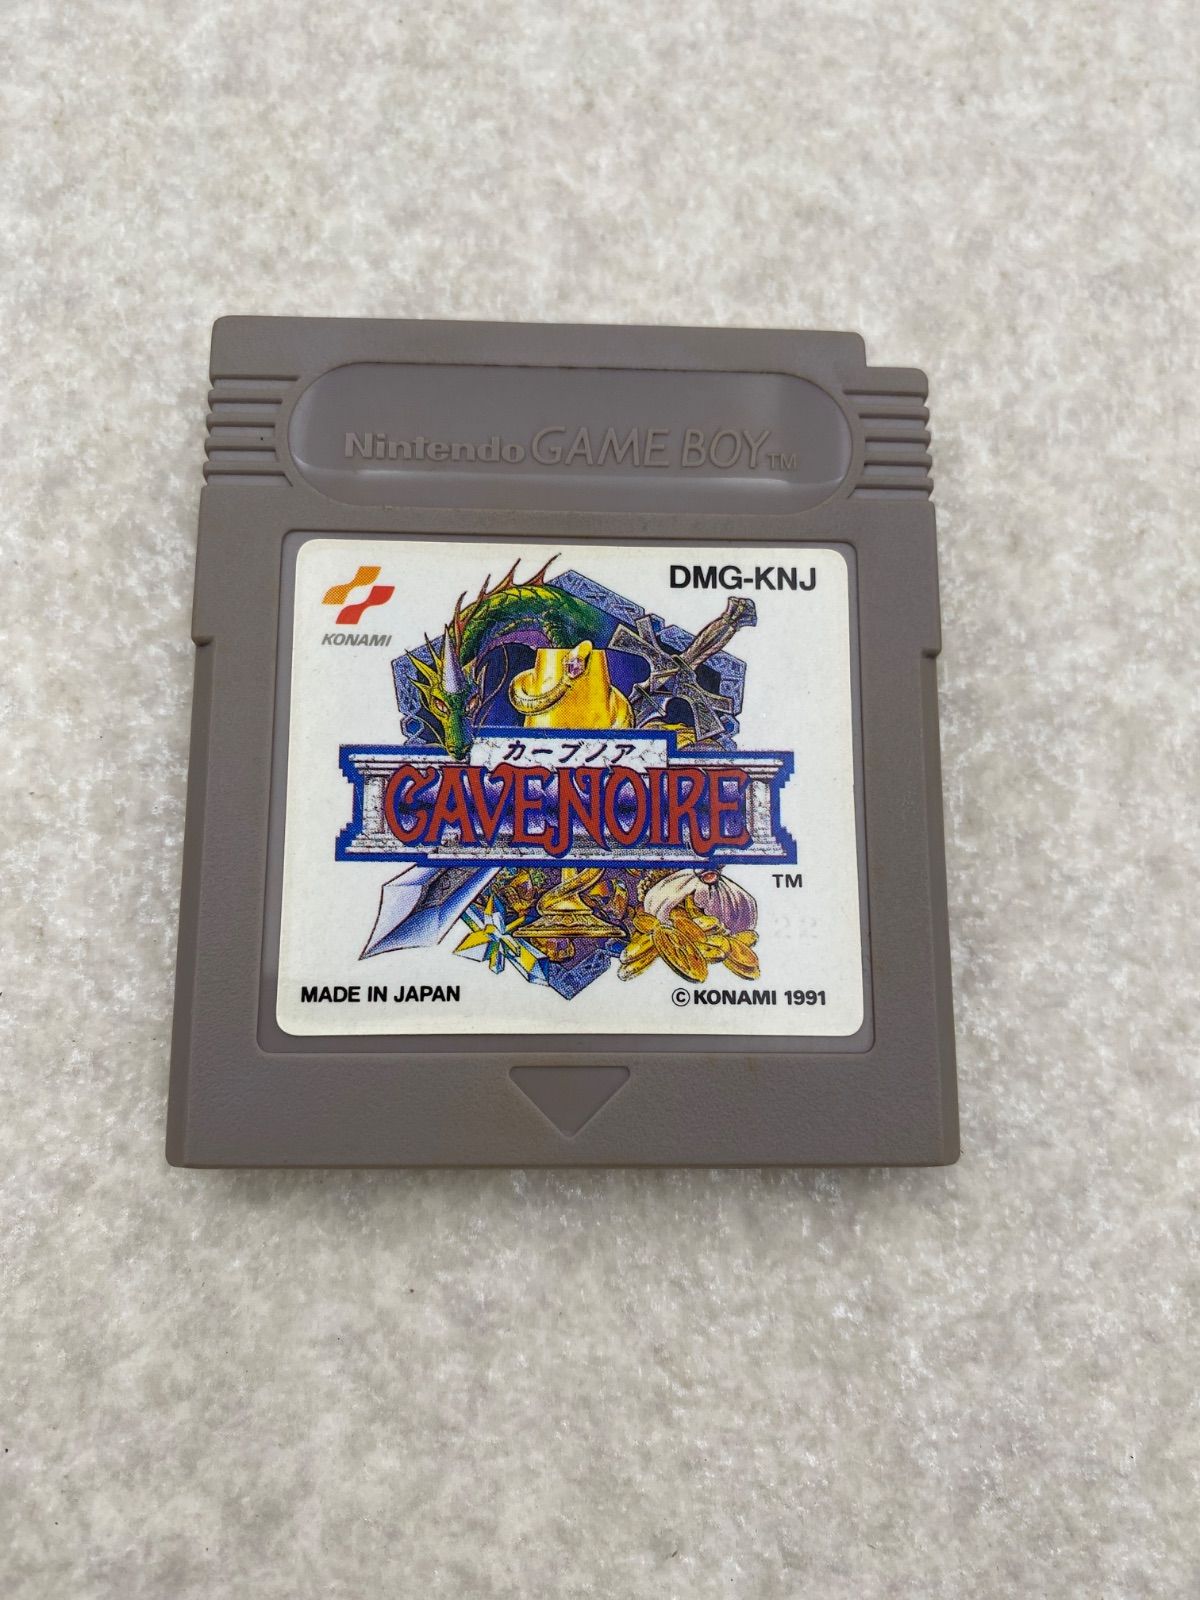 Nintendo GAME BOY TM
DMG-KNJ
KONAMI
カーブノア
CAVENOIRE
TM
MADE IN JAPAN
© KONAMI 1991